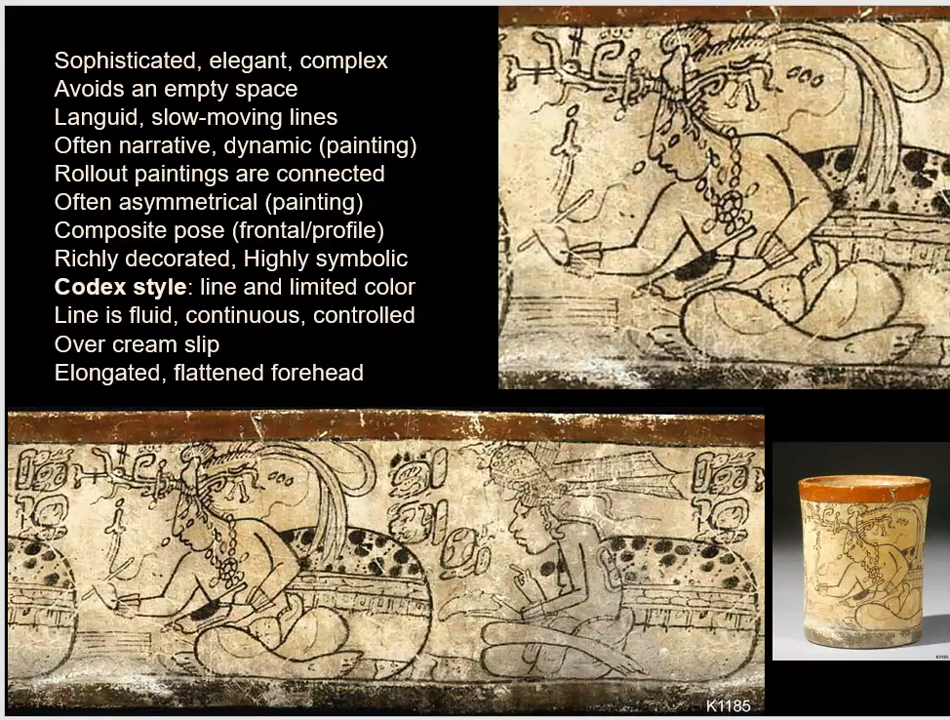 Sophisticated, elegant, complex
Avoids an empty space
Languid, slow-moving lines
Often narrative, dynamic (painting)
Rollout paintings are connected
Often asymmetrical (painting)
Composite pose (frontal/profile)
Richly decorated, Highly symbolic
Codex style: line and limited color
Line is fluid, continuous, controlled
Over cream slip
Elongated, flattened forehead
K1185